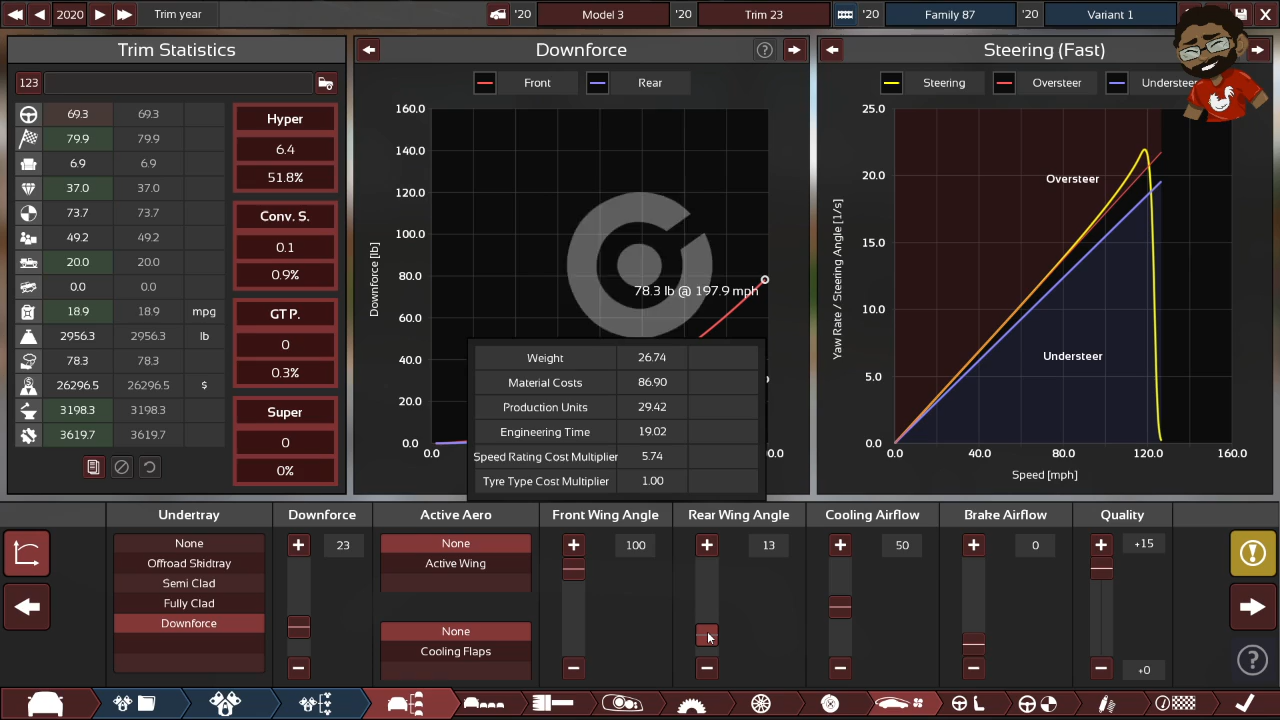 2020 Trim year '20 Model 3 '20 Trim 23 '20 Family 87 '20 Variant 1
Trim Statistics
123
69.3 69.3
79.9 79.9
6.9 6.9
37.0 37.0
73.7 73.7
49.2 49.2
20.0 20.0
0.0 0.0
18.9 18.9 mpg
2956.3 2956.3 lb
78.3 78.3
26296.5 26296.5 $
3198.3 3198.3
3619.7 3619.7
Hyper
6.4
51.8%
Conv. S.
0.1
0.9%
GT P.
0
0.3%
Super
0
0%
Downforce
?
Front Rear
160.0
140.0
120.0
100.0
80.0
60.0
40.0
20.0
0.0
Downforce [lb]
0.0
78.3 lb @ 197.9 mph
Weight 26.74
Material Costs 86.90
Production Units 29.42
Engineering Time 19.02
Speed Rating Cost Multiplier 5.74
Tyre Type Cost Multiplier 1.00
Steering (Fast)
Steering Oversteer Understeer
25.0
20.0
15.0
10.0
5.0
0.0
Yaw Rate / Steering Angle [1/s]
Oversteer
Understeer
0.0 40.0 80.0 120.0 160.0
Speed [mph]
Undertray
None
Offroad Skidtray
Semi Clad
Fully Clad
Downforce
Downforce
23
Active Aero
None
Active Wing
None
Cooling Flaps
Front Wing Angle
100
Rear Wing Angle
13
Cooling Airflow
50
Brake Airflow
0
Quality
+15
+0
?